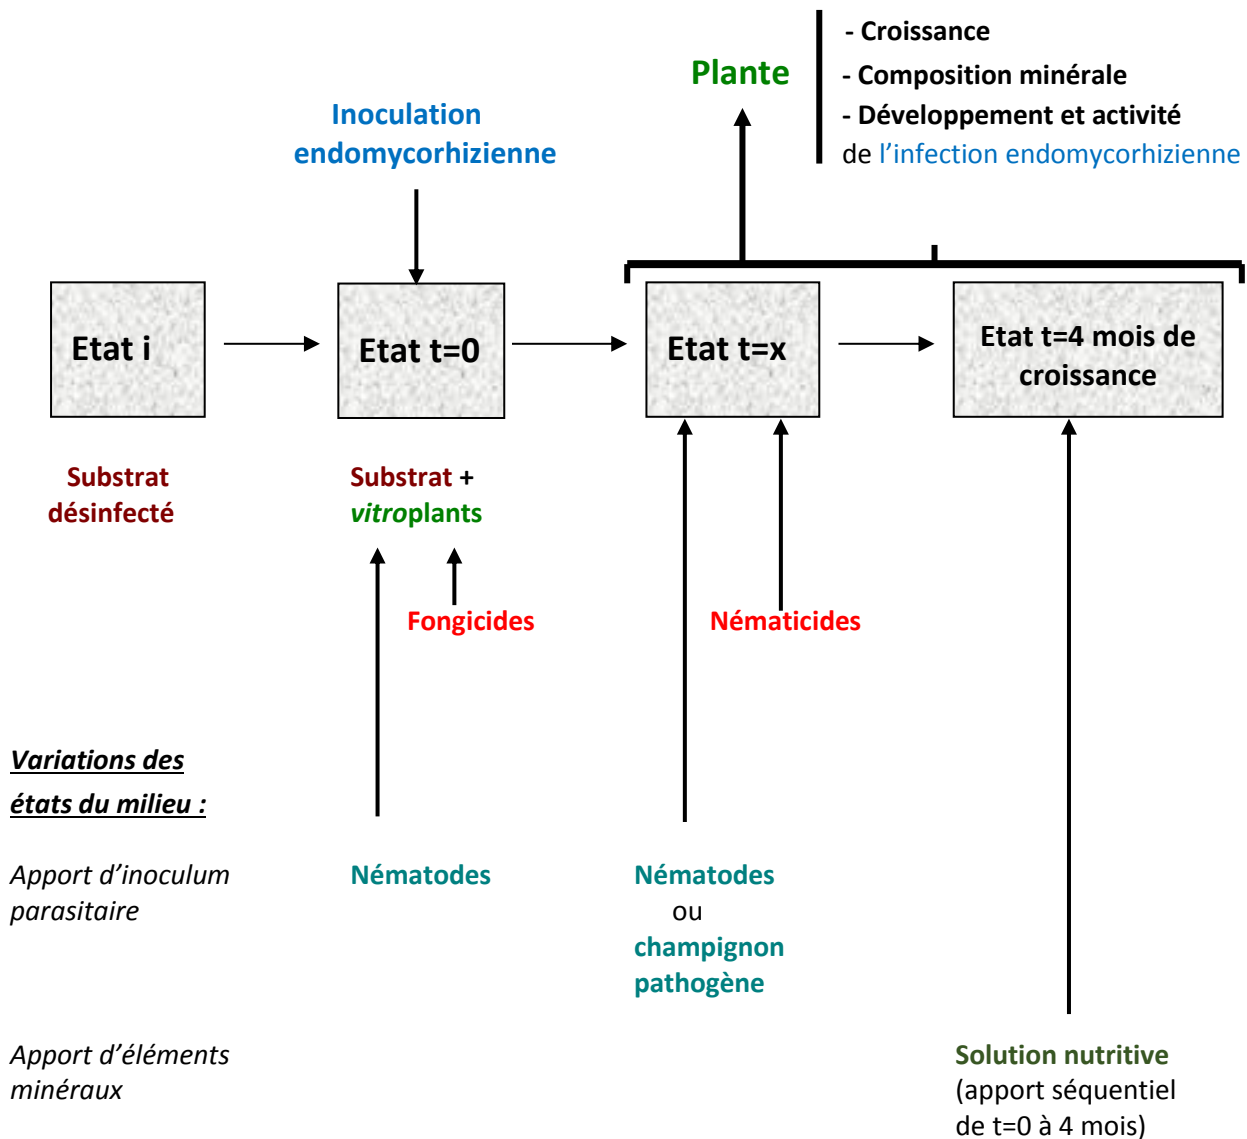 - Croissance
Plante
- Composition minérale
- Développement et activité
de l’infection endomycorhizienne
Inoculation
endomycorhizienne
Etat i
Etat t=0
Etat t=x
Etat t=4 mois de
croissance
Substrat
désinfecté
Substrat +
vitroplants
Fongicides
Nématicides
Variations des
états du milieu :
Apport d’inoculum
parasitaire
Nématodes
Nématodes
ou
champignon
pathogène
Apport d’éléments
minéraux
Solution nutritive
(apport séquentiel
de t=0 à 4 mois)